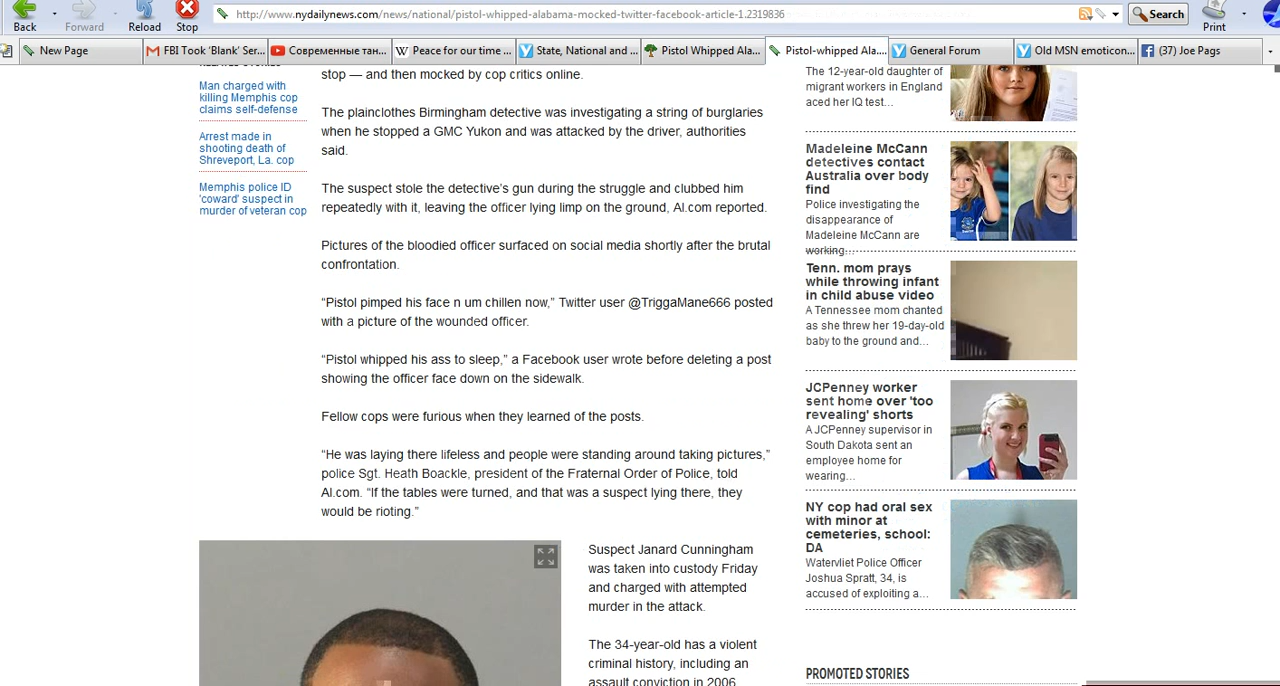 http://www.nydailynews.com/news/national/pistol-whipped-alabama-mocked-twitter-facebook-article-1.2319836
Search
Back
Forward
Reload
Stop
Print
New Page
FBI Took 'Blank' Ser...
Современные тан...
Peace for our time ...
State, National and ...
Pistol Whipped Ala...
Pistol-whipped Ala...
General Forum
Old MSN emoticon...
(37) Joe Pags
Man charged with
killing Memphis cop
claims self-defense
Arrest made in
shooting death of
Shreveport, La. cop
Memphis police ID
'coward' suspect in
murder of veteran cop
stop — and then mocked by cop critics online.
The plainclothes Birmingham detective was investigating a string of burglaries
when he stopped a GMC Yukon and was attacked by the driver, authorities
said.
The suspect stole the detective's gun during the struggle and clubbed him
repeatedly with it, leaving the officer lying limp on the ground, Al.com reported.
Pictures of the bloodied officer surfaced on social media shortly after the brutal
confrontation.
“Pistol pimped his face n um chillen now,” Twitter user @TriggaMane666 posted
with a picture of the wounded officer.
“Pistol whipped his ass to sleep,” a Facebook user wrote before deleting a post
showing the officer face down on the sidewalk.
Fellow cops were furious when they learned of the posts.
“He was laying there lifeless and people were standing around taking pictures,”
police Sgt. Heath Boackle, president of the Fraternal Order of Police, told
Al.com. “If the tables were turned, and that was a suspect lying there, they
would be rioting.”
Suspect Janard Cunningham
was taken into custody Friday
and charged with attempted
murder in the attack.
The 34-year-old has a violent
criminal history, including an
assault conviction in 2006
The 12-year-old daughter of
migrant workers in England
aced her IQ test...
Madeleine McCann
detectives contact
Australia over body
find
Police investigating the
disappearance of
Madeleine McCann are
working...
Tenn. mom prays
while throwing infant
in child abuse video
A Tennessee mom chanted
as she threw her 19-day-old
baby to the ground and...
JCPenney worker
sent home over 'too
revealing' shorts
A JCPenney supervisor in
South Dakota sent an
employee home for
wearing...
NY cop had oral sex
with minor at
cemeteries, school:
DA
Watervliet Police Officer
Joshua Spratt, 34, is
accused of exploiting a...
PROMOTED STORIES